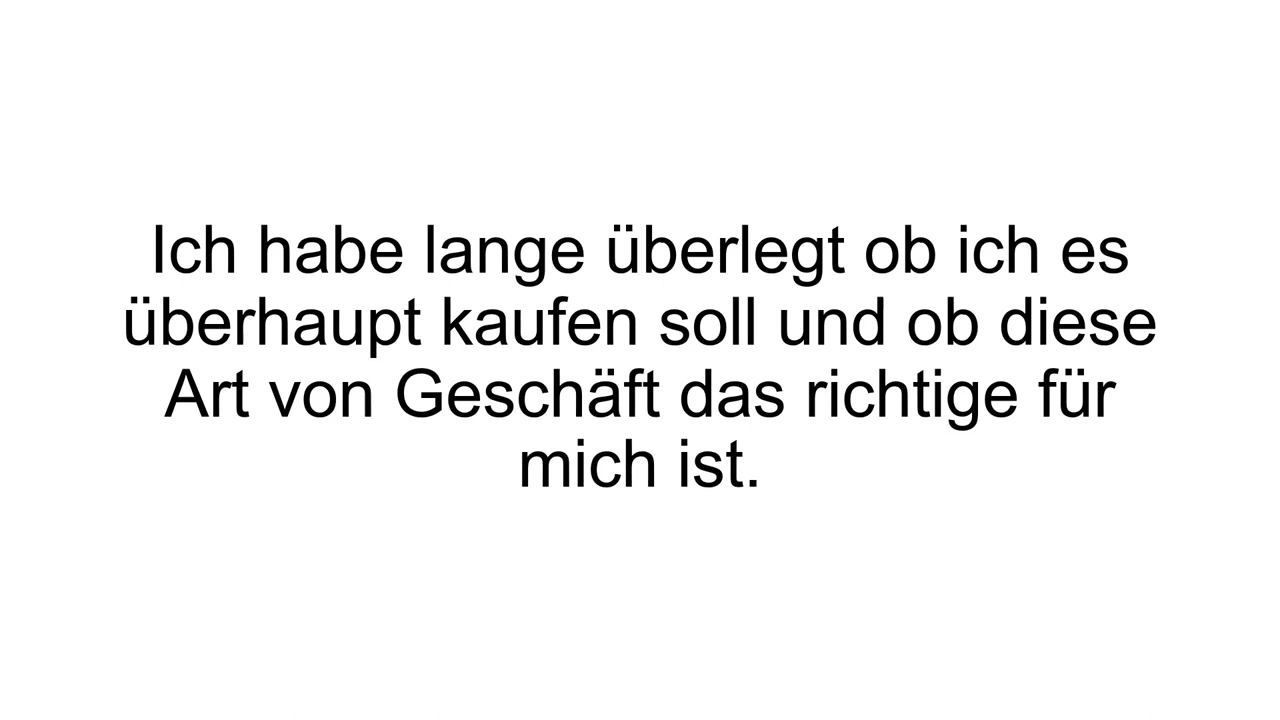 Ich habe lange überlegt ob ich es
überhaupt kaufen soll und ob diese
Art von Geschäft das richtige für
mich ist.